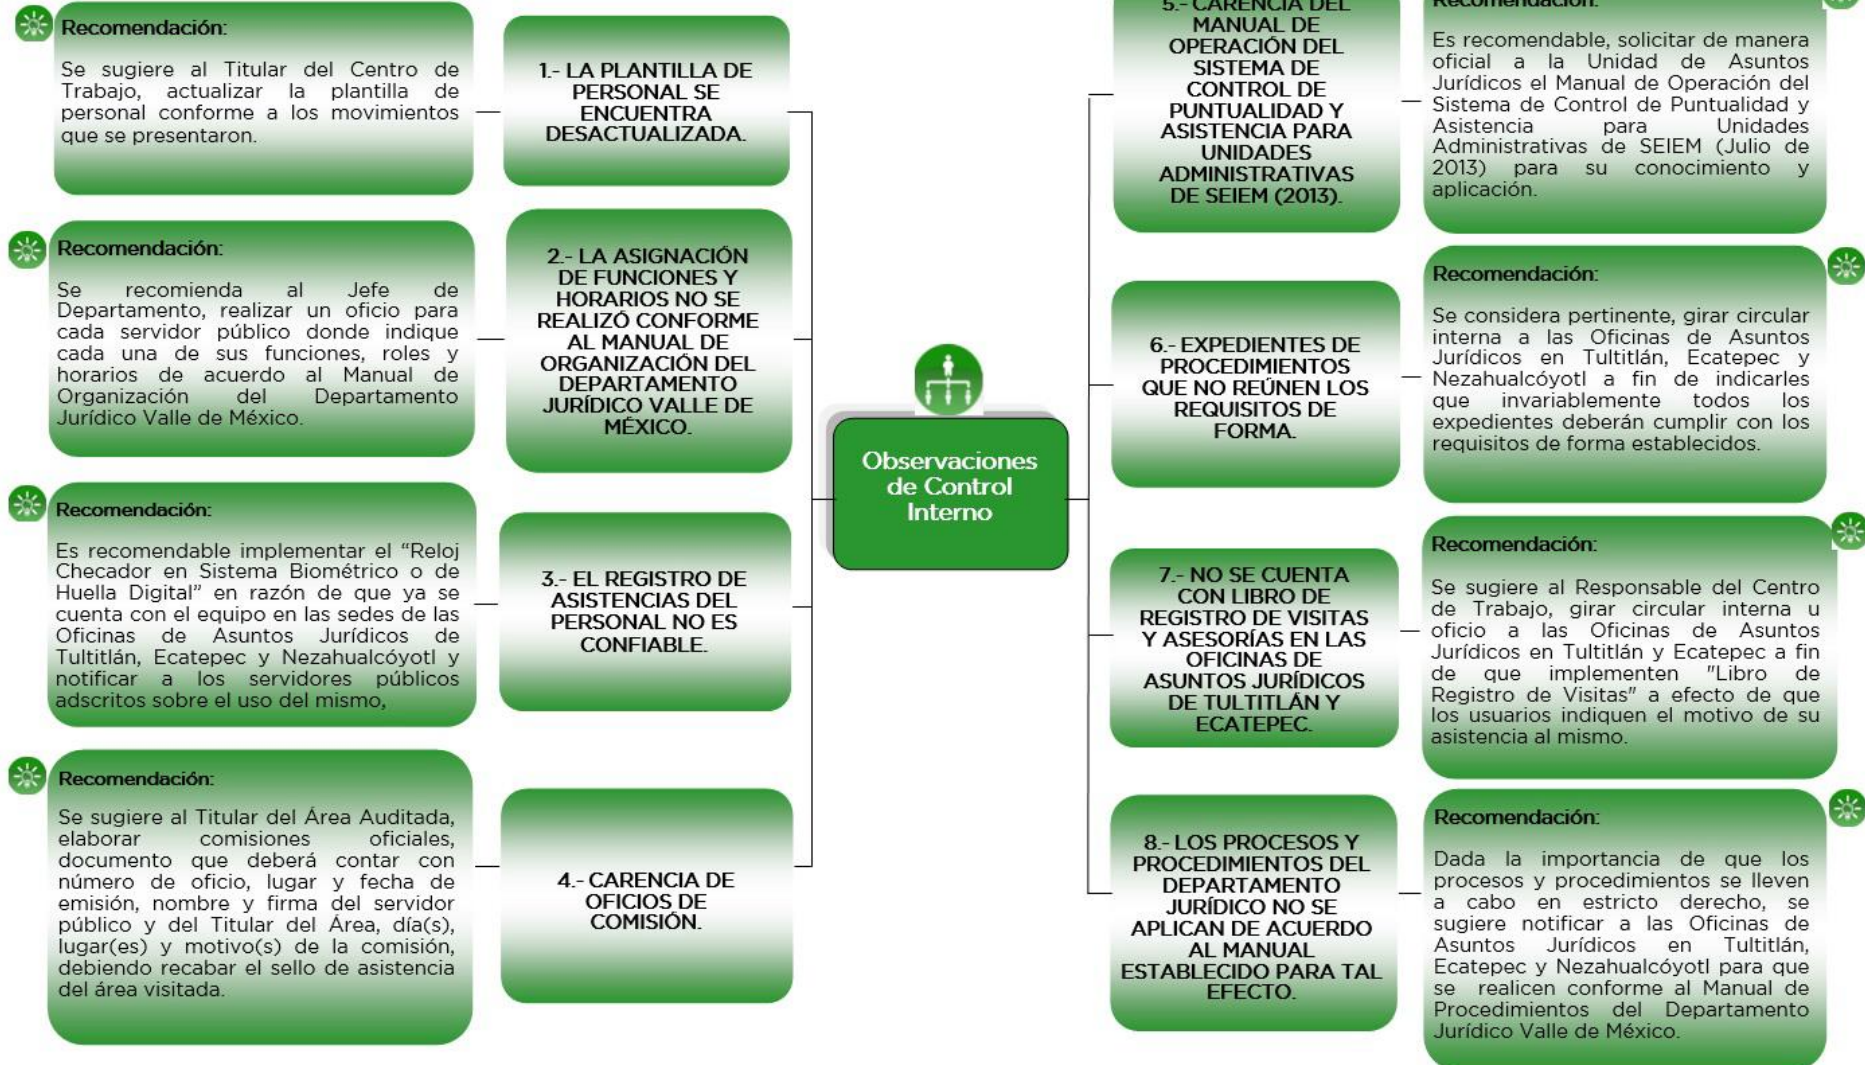 Recomendación:
Se sugiere al Titular del Centro de
Trabajo, actualizar la plantilla de
personal conforme a los movimientos
que se presentaron.
1.- LA PLANTILLA DE
PERSONAL SE
ENCUENTRA
DESACTUALIZADA.
Recomendación:
Se recomienda al Jefe de
Departamento, realizar un oficio para
cada servidor público donde indique
cada una de sus funciones, roles y
horarios de acuerdo al Manual de
Organización del Departamento
Jurídico Valle de México.
2.- LA ASIGNACIÓN
DE FUNCIONES Y
HORARIOS NO SE
REALIZÓ CONFORME
AL MANUAL DE
ORGANIZACIÓN DEL
DEPARTAMENTO
JURÍDICO VALLE DE
MÉXICO.
Recomendación:
Es recomendable implementar el “Reloj
Checador en Sistema Biométrico o de
Huella Digital” en razón de que ya se
cuenta con el equipo en las sedes de las
Oficinas de Asuntos Jurídicos de
Tultitlán, Ecatepec y Nezahualcóyotl y
notificar a los servidores públicos
adscritos sobre el uso del mismo,
3.- EL REGISTRO DE
ASISTENCIAS DEL
PERSONAL NO ES
CONFIABLE.
Recomendación:
Se sugiere al Titular del Área Auditada,
elaborar comisiones oficiales,
documento que deberá contar con
número de oficio, lugar y fecha de
emisión, nombre y firma del servidor
público y del Titular del Área, día(s),
lugar(es) y motivo(s) de la comisión,
debiendo recabar el sello de asistencia
del área visitada.
4.- CARENCIA DE
OFICIOS DE
COMISIÓN.
Observaciones
de Control
Interno
5.- CARENCIA DEL
MANUAL DE
OPERACIÓN DEL
SISTEMA DE
CONTROL DE
PUNTUALIDAD Y
ASISTENCIA PARA
UNIDADES
ADMINISTRATIVAS
DE SEIEM (2013).
Recomendación:
Es recomendable, solicitar de manera
oficial a la Unidad de Asuntos
Jurídicos el Manual de Operación del
Sistema de Control de Puntualidad y
Asistencia para Unidades
Administrativas de SEIEM (Julio de
2013) para su conocimiento y
aplicación.
6.- EXPEDIENTES DE
PROCEDIMIENTOS
QUE NO REÚNEN LOS
REQUISITOS DE
FORMA.
Recomendación:
Se considera pertinente, girar circular
interna a las Oficinas de Asuntos
Jurídicos en Tultitlán, Ecatepec y
Nezahualcóyotl a fin de indicarles
que invariablemente todos los
expedientes deberán cumplir con los
requisitos de forma establecidos.
7.- NO SE CUENTA
CON LIBRO DE
REGISTRO DE VISITAS
Y ASESORÍAS EN LAS
OFICINAS DE
ASUNTOS JURÍDICOS
DE TULTITLÁN Y
ECATEPEC.
Recomendación:
Se sugiere al Responsable del Centro
de Trabajo, girar circular interna u
oficio a las Oficinas de Asuntos
Jurídicos en Tultitlán y Ecatepec a fin
de que implementen "Libro de
Registro de Visitas" a efecto de que
los usuarios indiquen el motivo de su
asistencia al mismo.
8.- LOS PROCESOS Y
PROCEDIMIENTOS DEL
DEPARTAMENTO
JURÍDICO NO SE
APLICAN DE ACUERDO
AL MANUAL
ESTABLECIDO PARA TAL
EFECTO.
Recomendación:
Dada la importancia de que los
procesos y procedimientos se lleven
a cabo en estricto derecho, se
sugiere notificar a las Oficinas de
Asuntos Jurídicos en Tultitlán,
Ecatepec y Nezahualcóyotl para que
se realicen conforme al Manual de
Procedimientos del Departamento
Jurídico Valle de México.